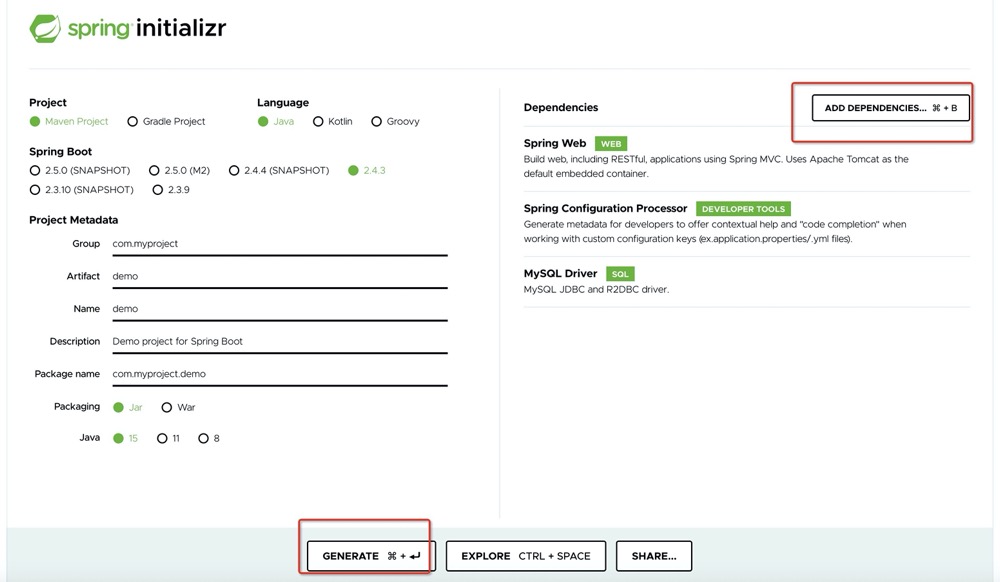 spring initializr
Project
Maven Project Gradle Project
Language
Java Kotlin Groovy
Spring Boot
2.5.0 (SNAPSHOT) 2.5.0 (M2) 2.4.4 (SNAPSHOT) 2.4.3
2.3.10 (SNAPSHOT) 2.3.9
Project Metadata
Group com.myproject
Artifact demo
Name demo
Description Demo project for Spring Boot
Package name com.myproject.demo
Packaging Jar War
Java 15 11 8
Dependencies
ADD DEPENDENCIES... ⌘ + B
Spring Web WEB
Build web, including RESTful, applications using Spring MVC. Uses Apache Tomcat as the
default embedded container.
Spring Configuration Processor DEVELOPER TOOLS
Generate metadata for developers to offer contextual help and "code completion" when
working with custom configuration keys (ex.application.properties/.yml files).
MySQL Driver SQL
MySQL JDBC and R2DBC driver.
GENERATE ⌘ + ↵
EXPLORE CTRL + SPACE
SHARE...